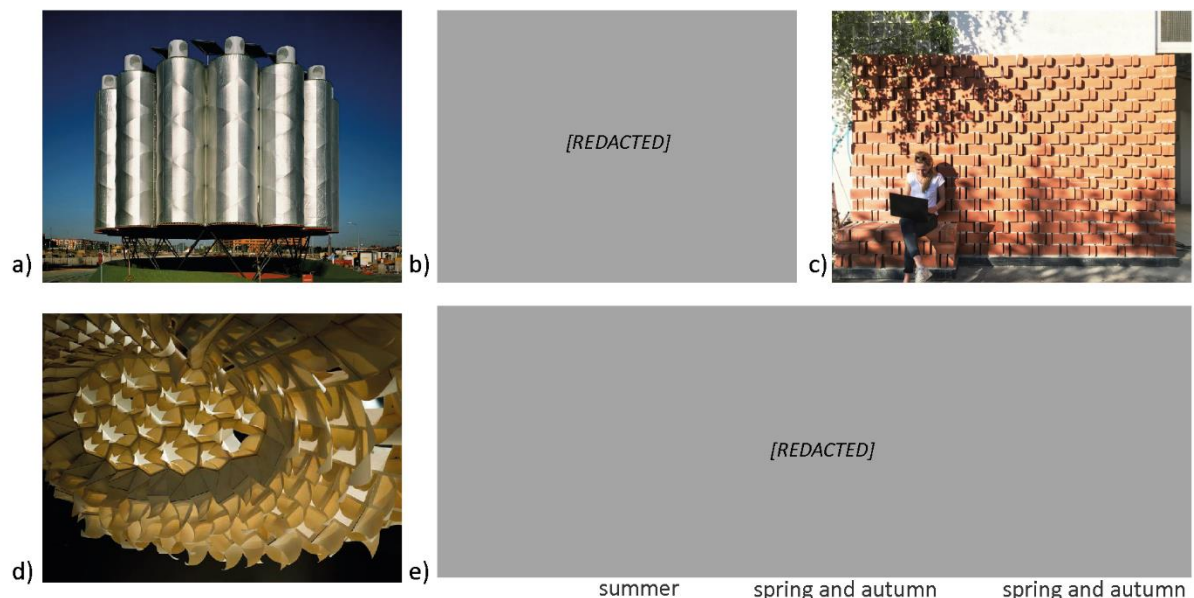 a)
b)
[REDACTED]
c)
d)
e)
[REDACTED]
summer
spring and autumn
spring and autumn